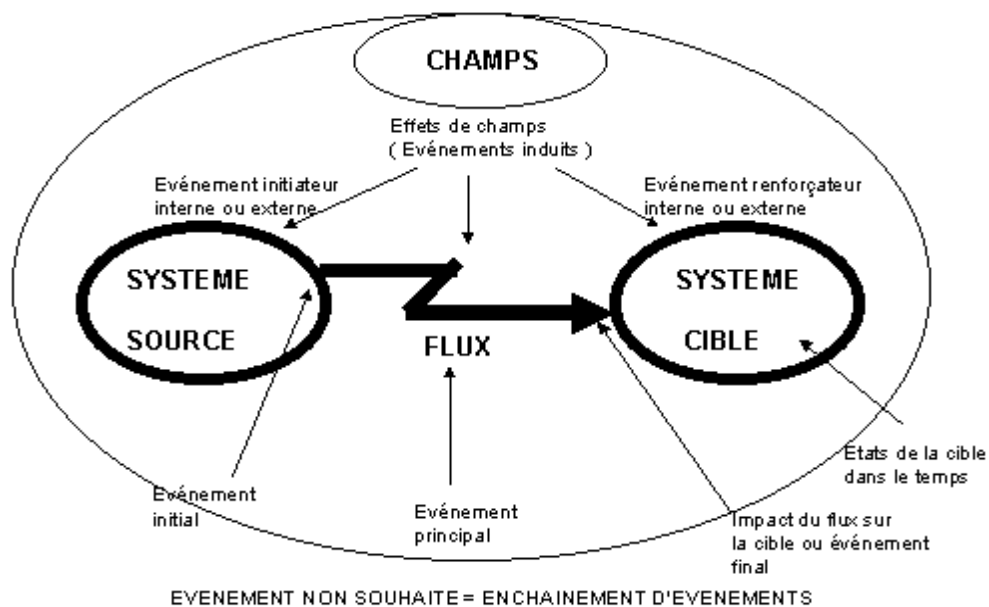 CHAMPS
Effets de champs
( Evénements induits )
Evénement initiateur
interne ou externe
Evénement renforçateur
interne ou externe
SYSTEME
SOURCE
FLUX
SYSTEME
CIBLE
Evénement
initial
Evénement
principal
Impact du flux sur
la cible ou événement
final
Etats de la cible
dans le temps
EVENEMENT NON SOUHAITE = ENCHAINEMENT D'EVENEMENTS